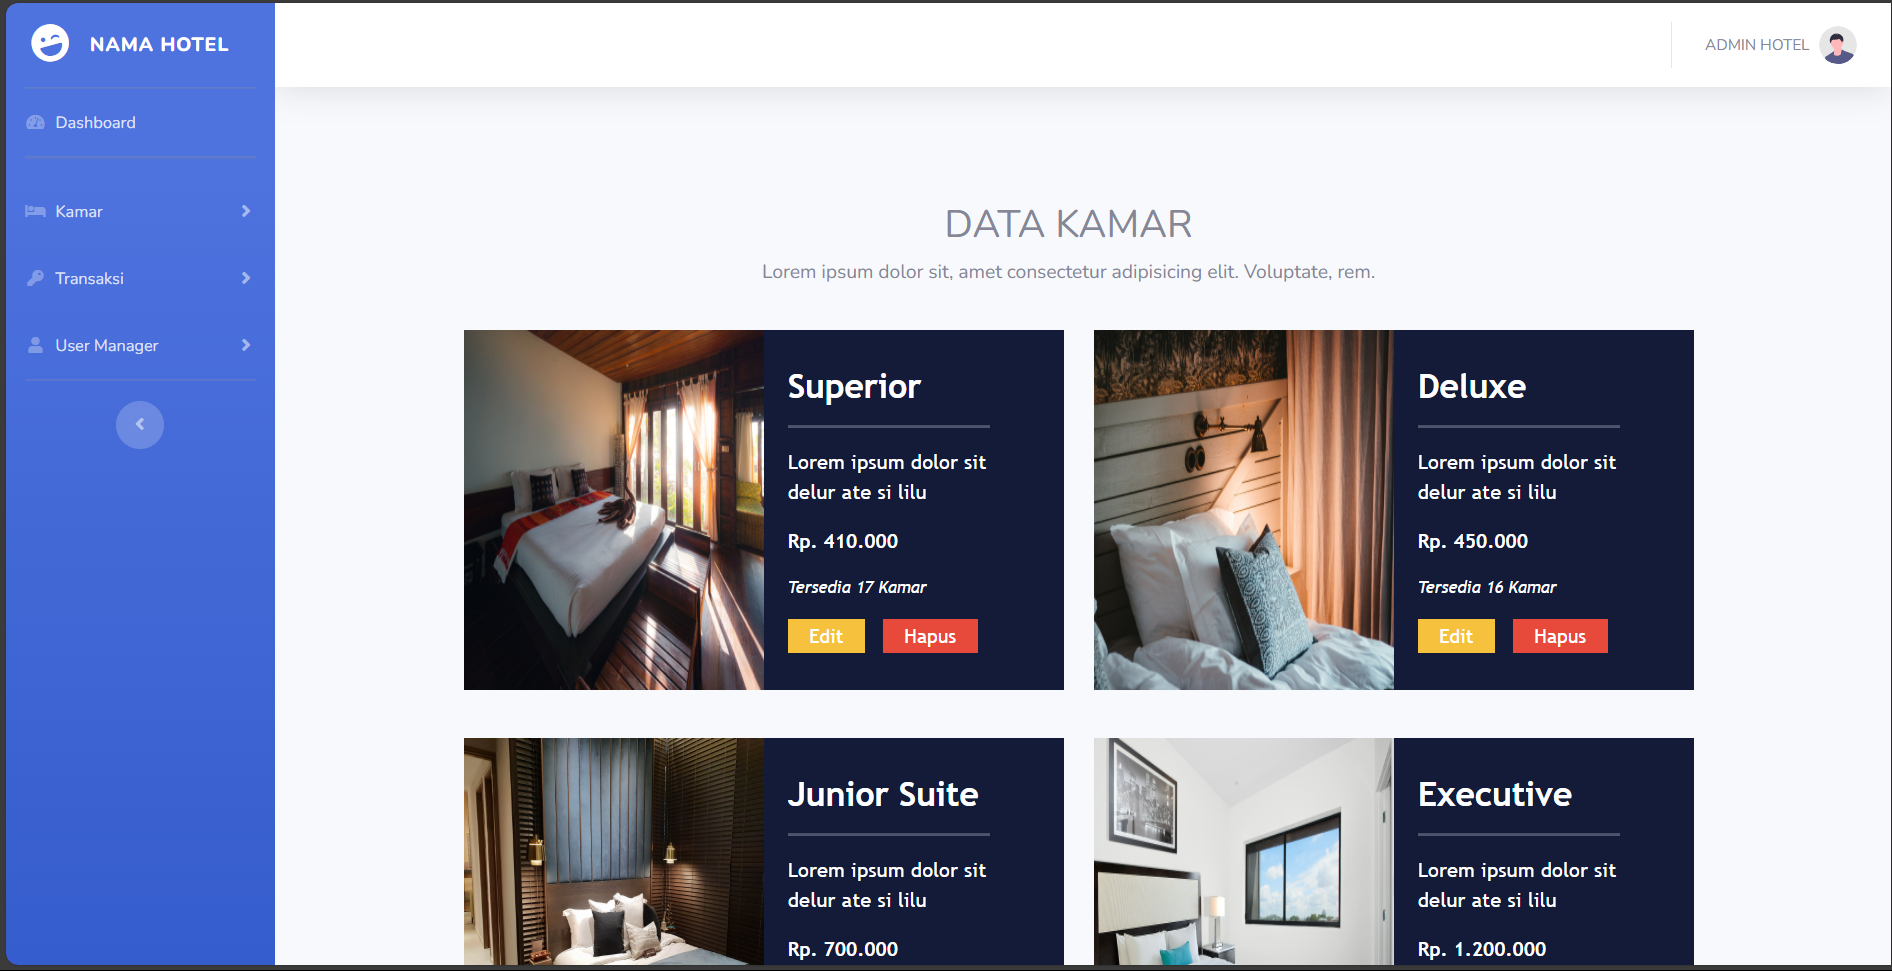 NAMA HOTEL
ADMIN HOTEL
Dashboard
Kamar
Transaksi
User Manager
DATA KAMAR
Lorem ipsum dolor sit, amet consectetur adipisicing elit. Voluptate, rem.
Superior
Lorem ipsum dolor sit
delur ate si lilu
Rp. 410.000
Tersedia 17 Kamar
Edit
Hapus
Deluxe
Lorem ipsum dolor sit
delur ate si lilu
Rp. 450.000
Tersedia 16 Kamar
Edit
Hapus
Junior Suite
Lorem ipsum dolor sit
delur ate si lilu
Rp. 700.000
Executive
Lorem ipsum dolor sit
delur ate si lilu
Rp. 1.200.000